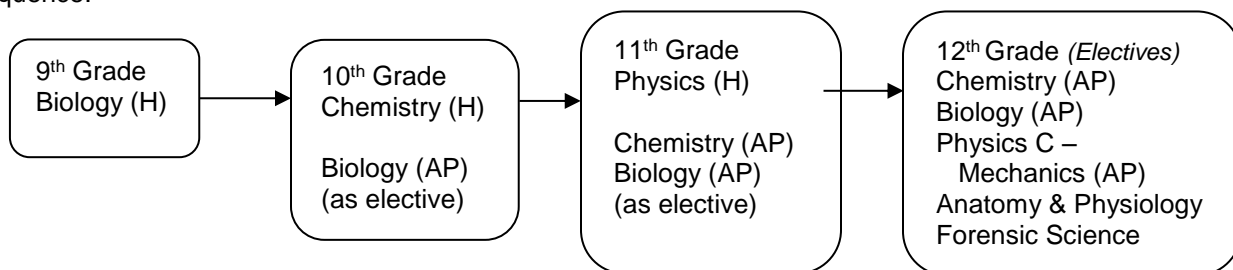 9th Grade
Biology (H)
10th Grade
Chemistry (H)
Biology (AP)
(as elective)
11th Grade
Physics (H)
Chemistry (AP)
Biology (AP)
(as elective)
12th Grade (Electives)
Chemistry (AP)
Biology (AP)
Physics C –
Mechanics (AP)
Anatomy & Physiology
Forensic Science